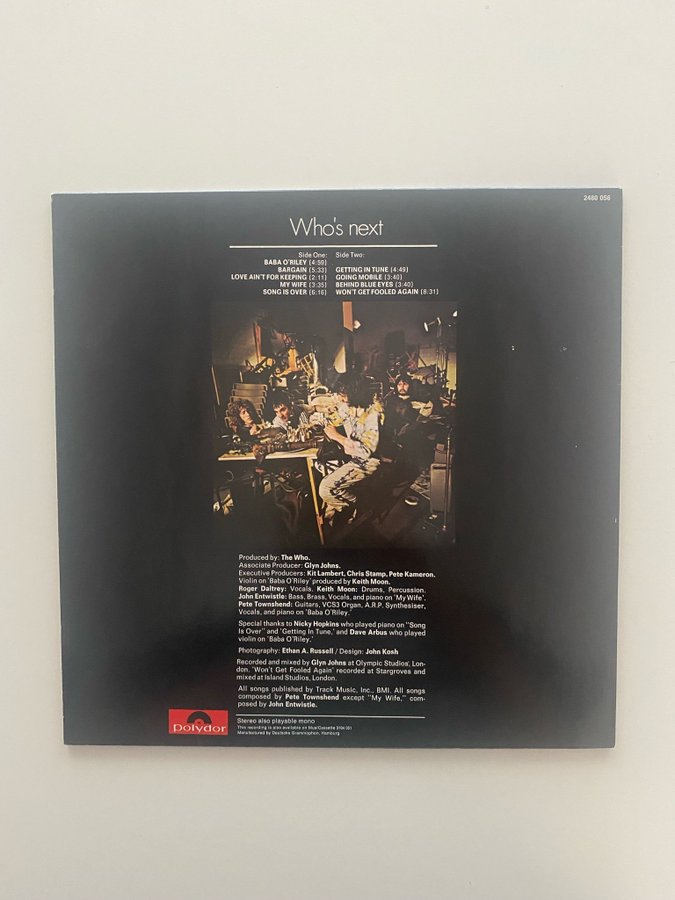 2480 056
Who's next
Side One:
BABA O'RILEY (4:59)
BARGAIN (5:33)
LOVE AIN'T FOR KEEPING (2:11)
MY WIFE (3:35)
SONG IS OVER (6:16)
Side Two:
GETTING IN TUNE (4:49)
GOING MOBILE (3:40)
BEHIND BLUE EYES (3:40)
WON'T GET FOOLED AGAIN (8:31)
Produced by: The Who.
Associate Producer: Glyn Johns.
Executive Producers: Kit Lambert, Chris Stamp, Pete Kameron.
Violin on 'Baba O'Riley' produced by Keith Moon.
Roger Daltrey: Vocals. Keith Moon: Drums, Percussion.
John Entwistle: Bass, Brass, Vocals, and piano on 'My Wife'.
Pete Townshend: Guitars, VCS3 Organ, A.R.P. Synthesiser,
Vocals, and piano on 'Baba O'Riley.'
Special thanks to Nicky Hopkins who played piano on "Song
Is Over" and 'Getting In Tune,' and Dave Arbus who played
violin on 'Baba O'Riley.'
Photography: Ethan A. Russell / Design: John Kosh
Recorded and mixed by Glyn Johns at Olympic Studios, Lon-
don. 'Won't Get Fooled Again' recorded at Stargroves and
mixed at Island Studios, London.
All songs published by Track Music, Inc., BMI. All songs
composed by Pete Townshend except "My Wife," com-
posed by John Entwistle.
polydor
Stereo also playable mono
This recording is also available on MusiCassette 3194 051
Manufactured by Deutsche Grammophon, Hamburg